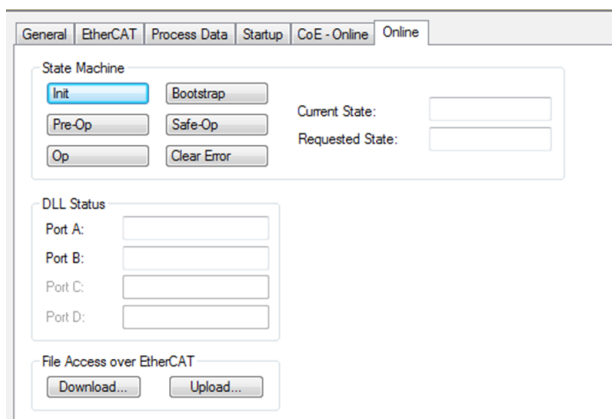 General EtherCAT Process Data Startup CoE - Online Online
State Machine
Init Bootstrap
Current State:
Pre-Op Safe-Op
Requested State:
Op Clear Error
DLL Status
Port A:
Port B:
Port C:
Port D:
File Access over EtherCAT
Download... Upload...